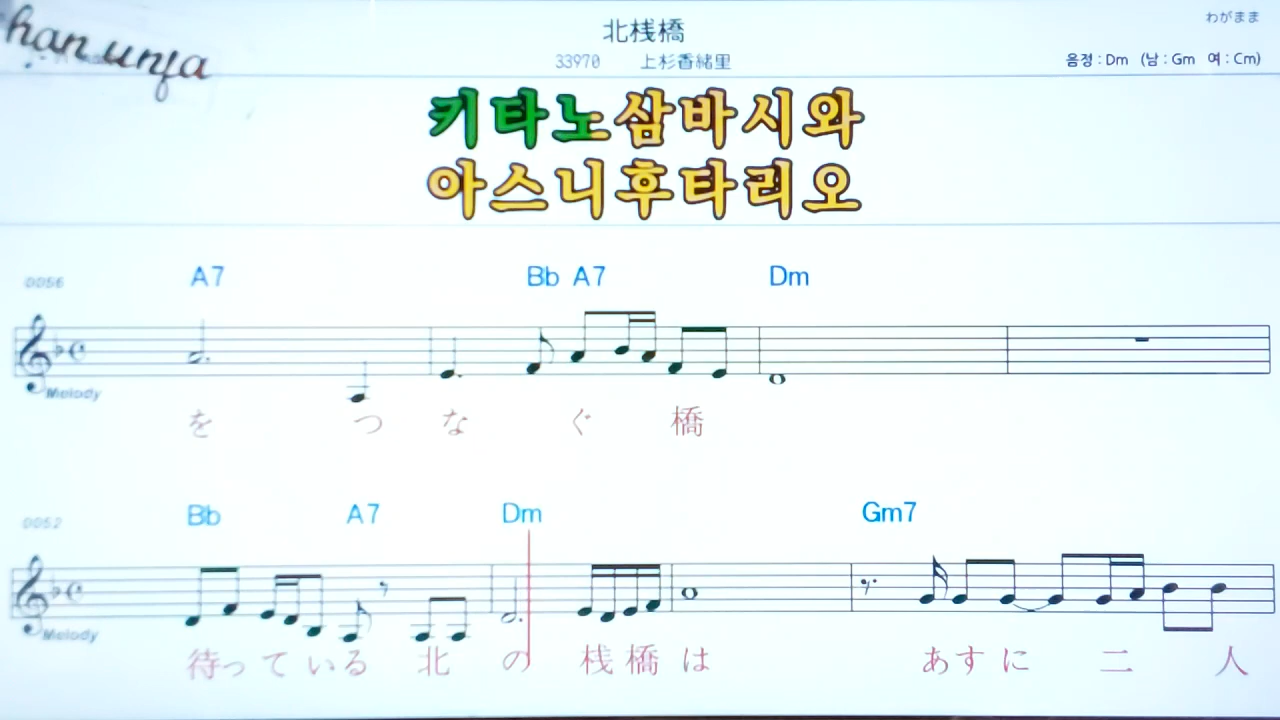 han unja
わがまま
北桟橋
33970 上杉香緒里
음정 : Dm (남 : Gm 여 : Cm)
키타노삼바시와
아스니후타리오
0056 A7 Bb A7 Dm
Melody
を つ な ぐ 橋
0052 Bb A7 Dm Gm7
Melody
待っている 北 の 桟橋は あすに 二 人